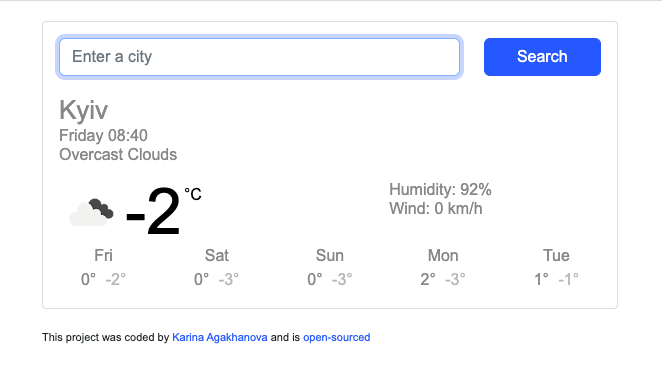 Enter a city
Search
Kyiv
Friday 08:40
Overcast Clouds
-2 °C
Humidity: 92%
Wind: 0 km/h
Fri Sat Sun Mon Tue
0° -2° 0° -3° 0° -3° 2° -3° 1° -1°
This project was coded by Karina Agakhanova and is open-sourced